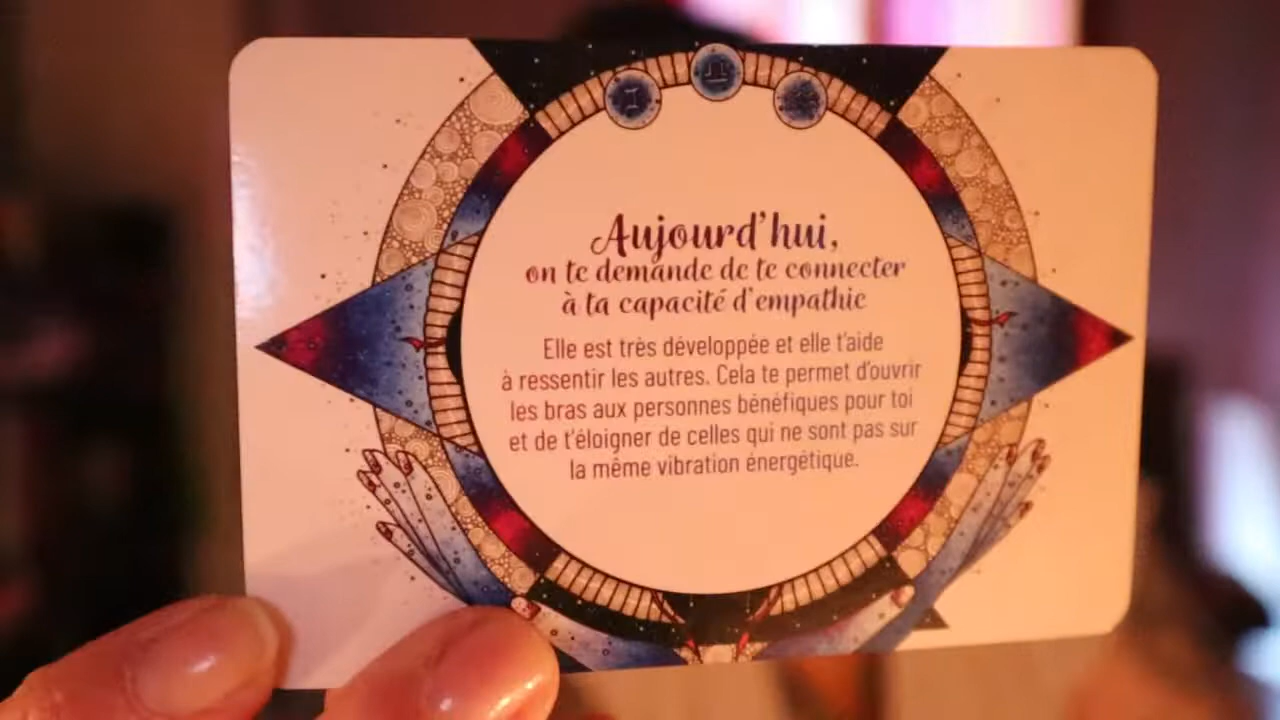 Aujourd'hui,
on te demande de te connecter
à ta capacité d'empathie
Elle est très développée et elle t'aide
à ressentir les autres. Cela te permet d'ouvrir
les bras aux personnes bénéfiques pour toi
et de t'éloigner de celles qui ne sont pas sur
la même vibration énergétique.